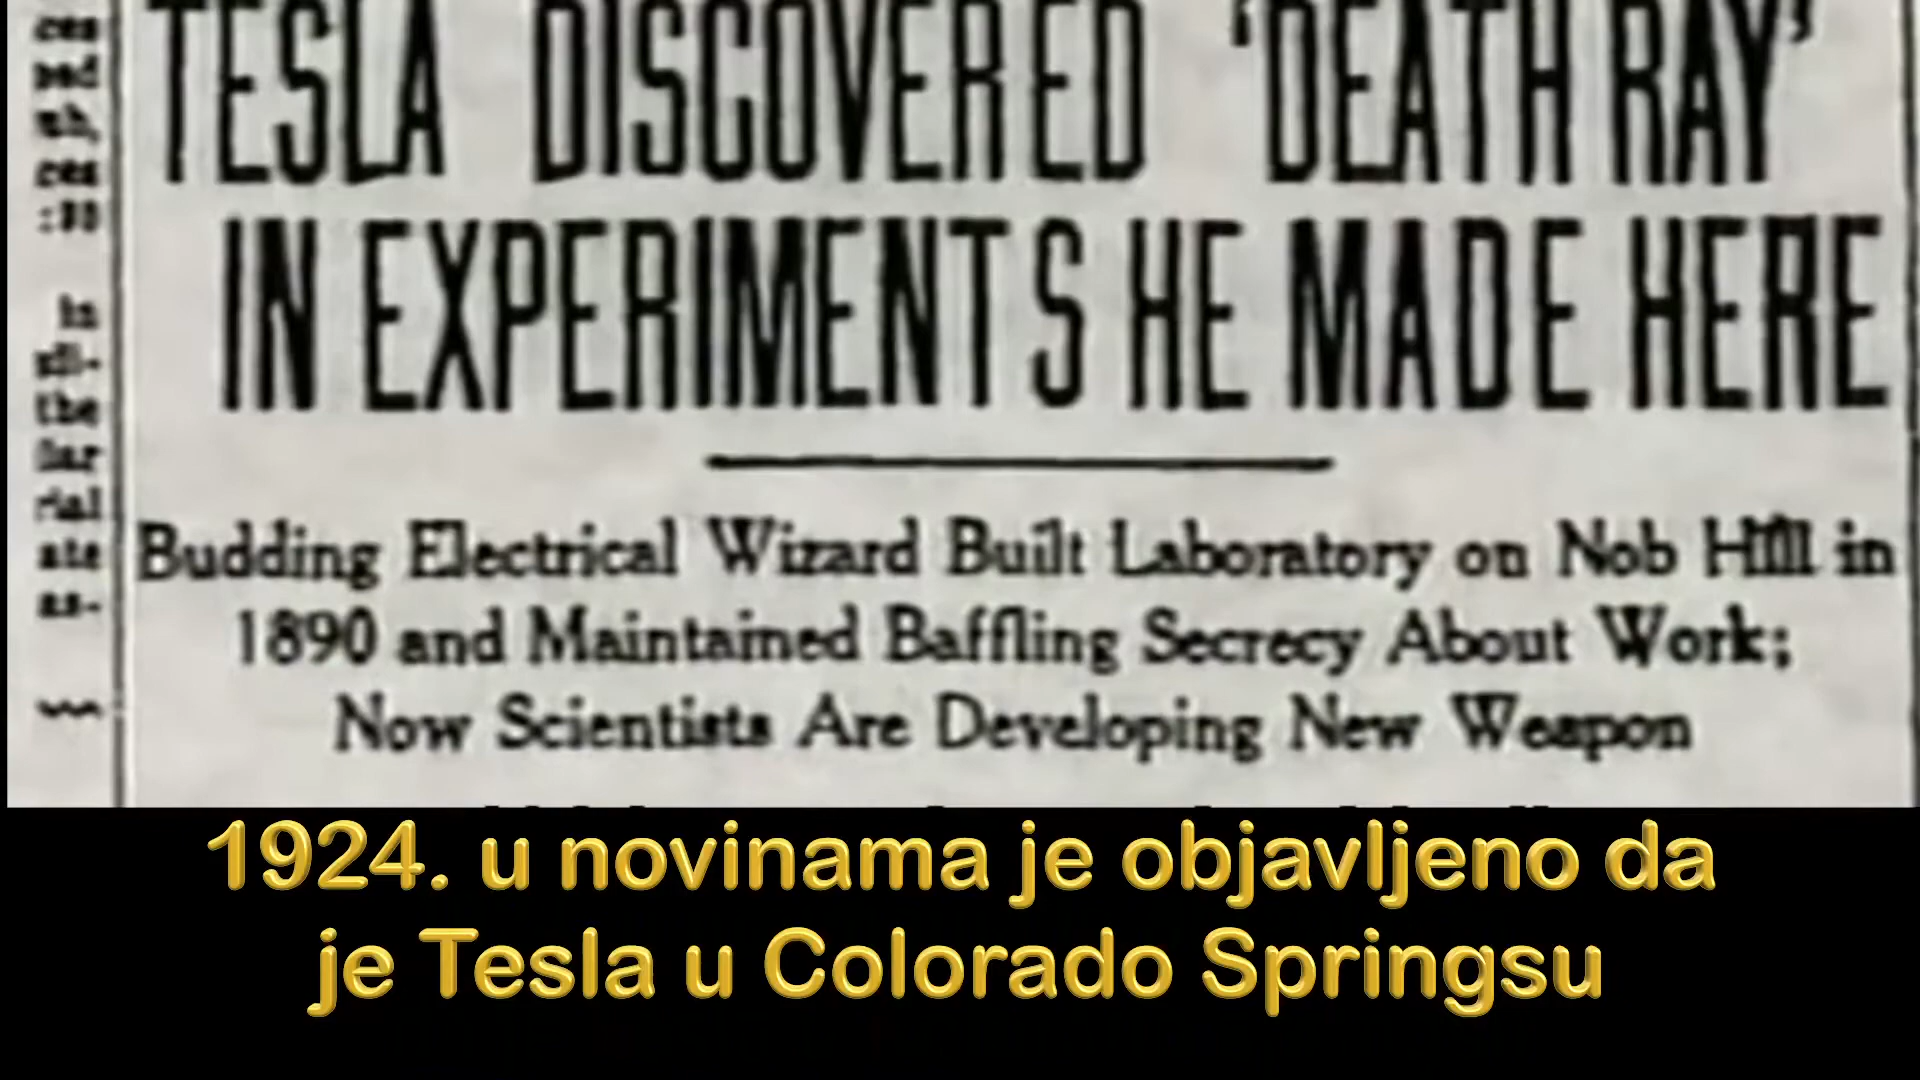 TESLA DISCOVERED 'DEATH RAY'
IN EXPERIMENTS HE MADE HERE
Budding Electrical Wizard Built Laboratory on Nob Hill in
1890 and Maintained Baffling Secrecy About Work;
Now Scientists Are Developing New Weapon
1924. u novinama je objavljeno da
je Tesla u Colorado Springsu